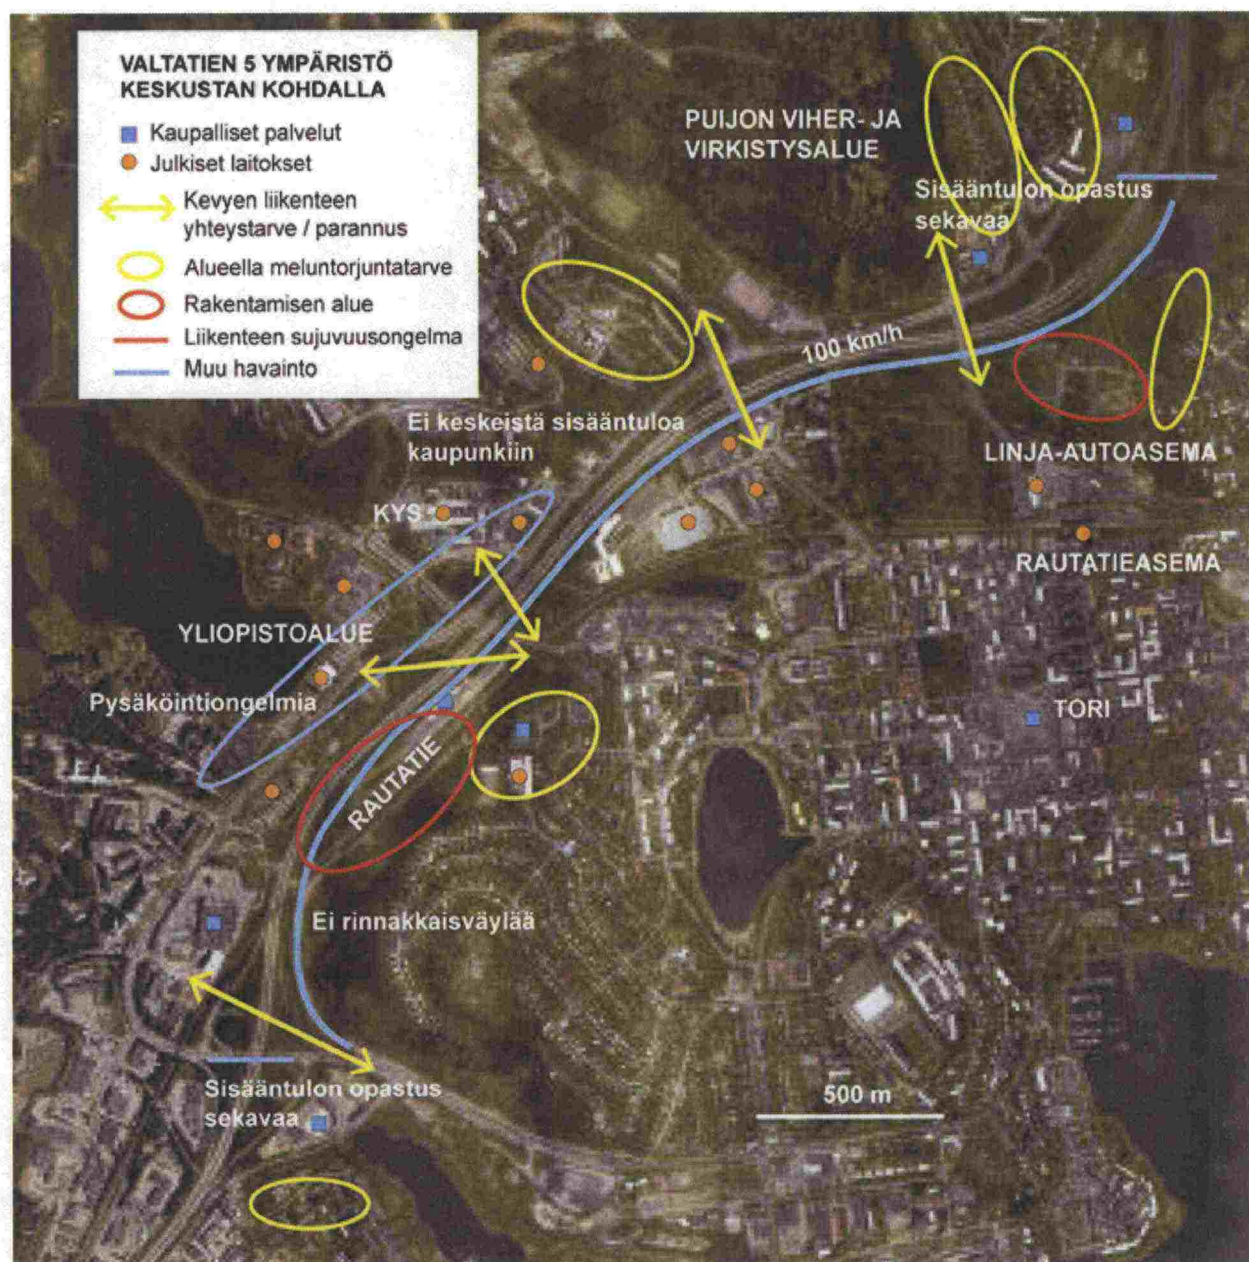 VALTATIEN 5 YMPÄRISTÖ
KESKUSTAN KOHDALLA
Kaupalliset palvelut
Julkiset laitokset
Kevyen liikenteen
yhteystarve / parannus
Alueella meluntorjuntatarve
Rakentamisen alue
Liikenteen sujuvuusongelma
Muu havainto
PUIJON VIHER- JA
VIRKISTYSALUE
Sisääntulon opastus
sekavaa
100 km/h
Ei keskeistä sisääntuloa
kaupunkiin
LINJA-AUTOASEMA
KYS
RAUTATIEASEMA
YLIOPISTOALUE
Pysäköintiongelmia
TORI
RAUTATIE
Ei rinnakkaisväylää
Sisääntulon opastus
sekavaa
500 m